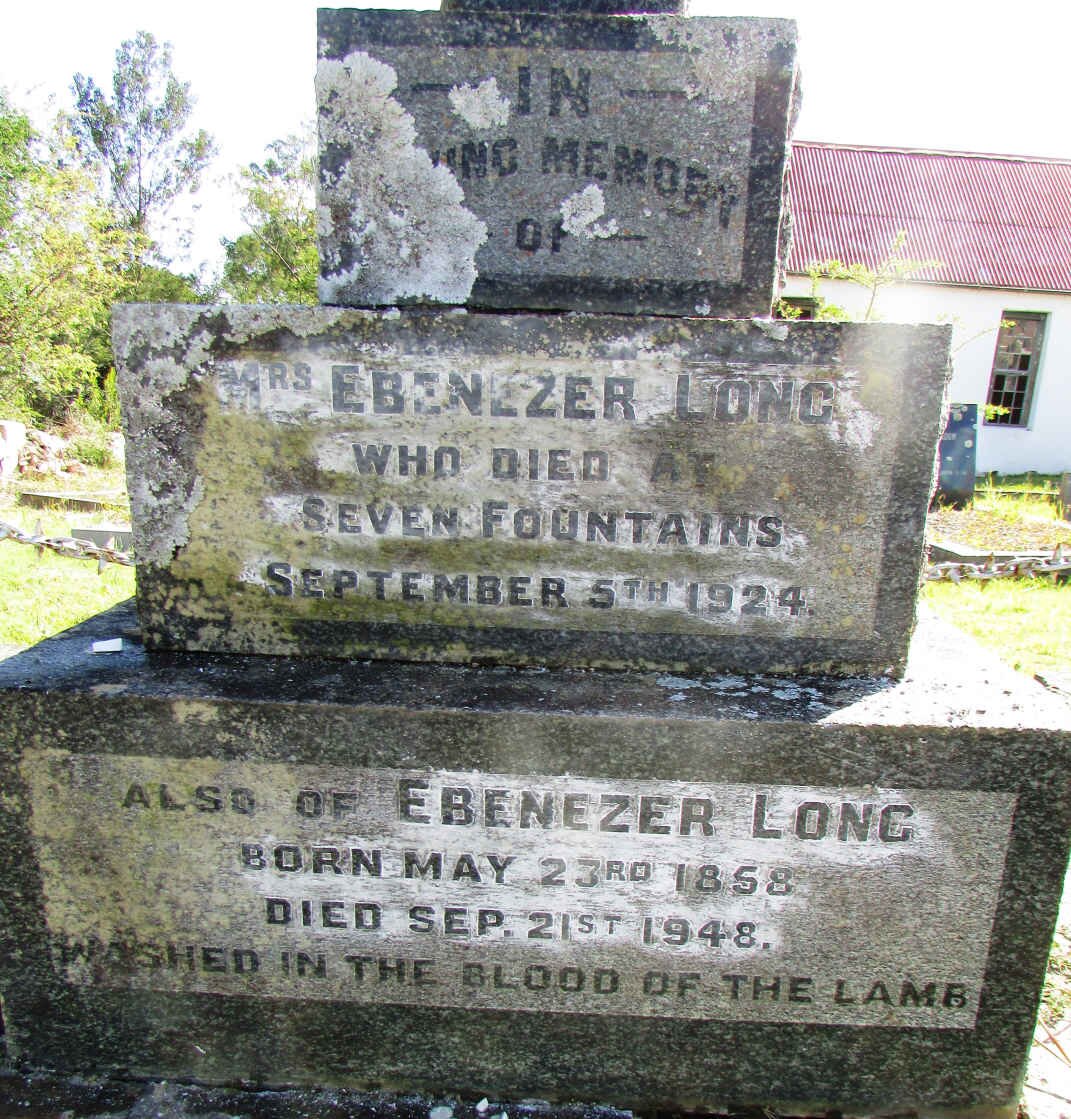 IN
VING MEMORY
OF
MRS EBENEZER LONG
WHO DIED AT
SEVEN FOUNTAINS
SEPTEMBER 5TH 1924.
ALSO OF EBENEZER LONG
BORN MAY 23RD 1858
DIED SEP. 21ST 1948.
WASHED IN THE BLOOD OF THE LAMB